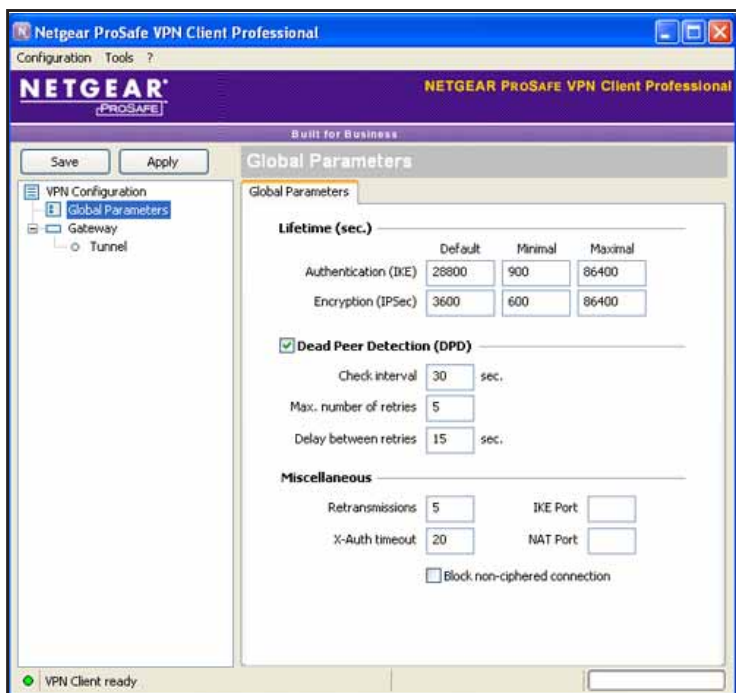 Netgear ProSafe VPN Client Professional
Configuration Tools ?
NETGEAR®
PROSAFE
NETGEAR PROSAFE VPN Client Professional
Built for Business
Save Apply
Global Parameters
VPN Configuration
Global Parameters
Gateway
Tunnel
Global Parameters
Lifetime (sec.)
Default Minimal Maximal
Authentication (IKE) 28800 900 86400
Encryption (IPSec) 3600 600 86400
Dead Peer Detection (DPD)
Check interval 30 sec.
Max. number of retries 5
Delay between retries 15 sec.
Miscellaneous
Retransmissions 5 IKE Port
X-Auth timeout 20 NAT Port
Block non-ciphered connection
VPN Client ready